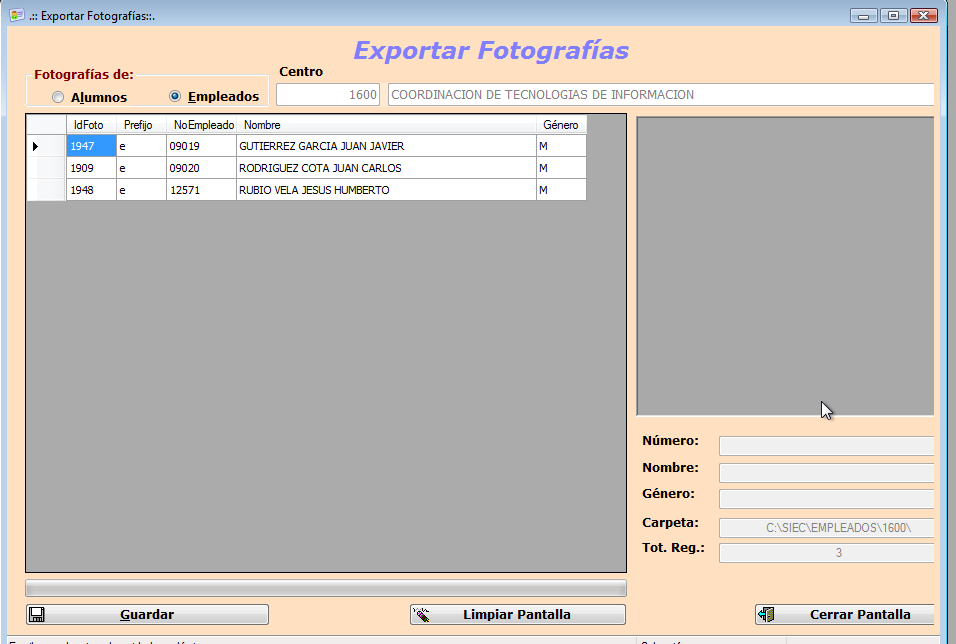 .:: Exportar Fotografías::.
Exportar Fotografías
Fotografías de:
Alumnos
Empleados
Centro
1600
COORDINACION DE TECNOLOGIAS DE INFORMACION
IdFoto Prefijo NoEmpleado Nombre Género
1947 e 09019 GUTIERREZ GARCIA JUAN JAVIER M
1909 e 09020 RODRIGUEZ COTA JUAN CARLOS M
1948 e 12571 RUBIO VELA JESUS HUMBERTO M
Número:
Nombre:
Género:
Carpeta: C:\SIEC\EMPLEADOS\1600\
Tot. Reg.: 3
Guardar
Limpiar Pantalla
Cerrar Pantalla